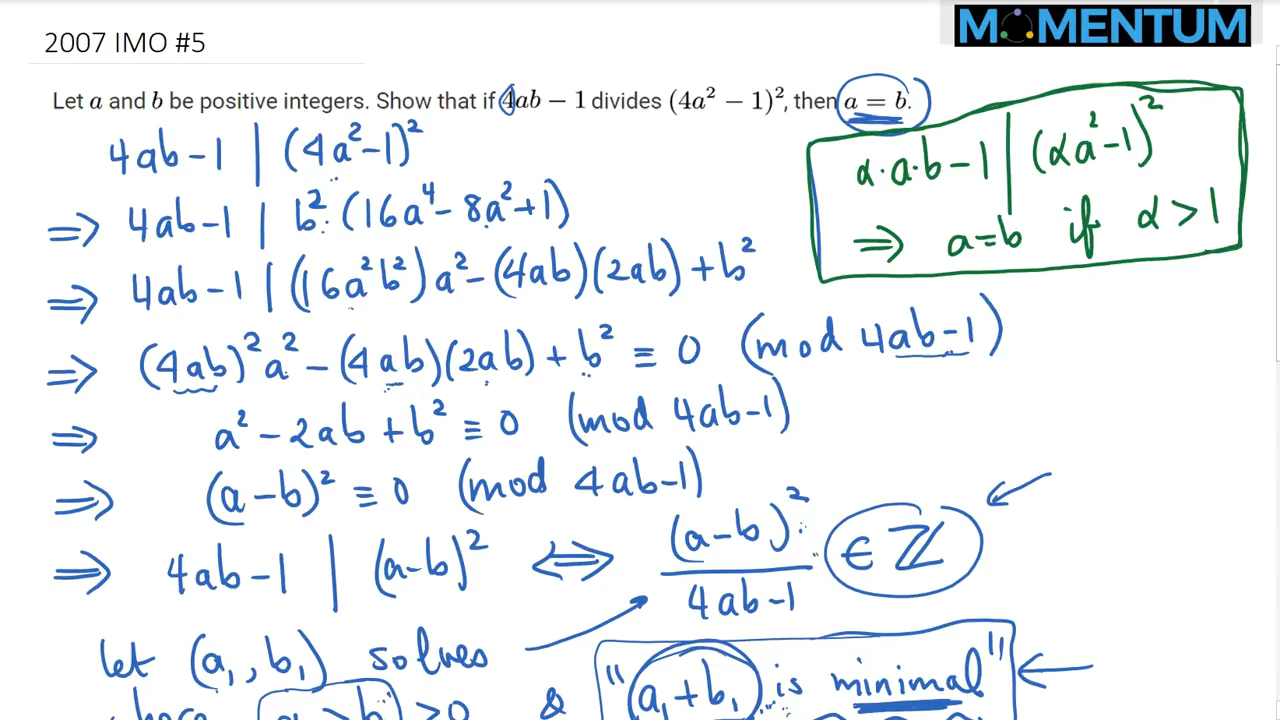 MOMENTUM
2007 IMO #5
Let a and b be positive integers. Show that if 4ab − 1 divides (4a² − 1)², then a = b.
4ab-1 | (4a²-1)²
⇒ 4ab-1 | b²·(16a⁴-8a²+1)
⇒ 4ab-1 | (16a²b²)a²-(4ab)(2ab)+b²
⇒ (4ab)²a²-(4ab)(2ab)+b² ≡ 0 (mod 4ab-1)
⇒ a²-2ab+b² ≡ 0 (mod 4ab-1)
⇒ (a-b)² ≡ 0 (mod 4ab-1)
⇒ 4ab-1 | (a-b)² ⇔ (a-b)²/4ab-1 ∈ ℤ
let (a₁,b₁) solves
&
"a₁+b₁ is minimal"
α·a·b-1 | (αa²-1)²
⇒ a=b if α>1